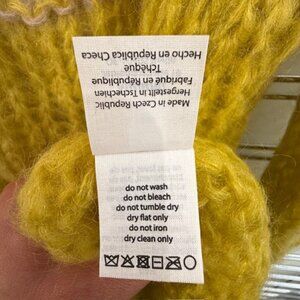 Made in Czech Republic
Hergestellt in Tschechien
Fabriqué en République
Tchèque
Hecho en República Checa
do not wash
do not bleach
do not tumble dry
dry flat only
do not iron
dry clean only